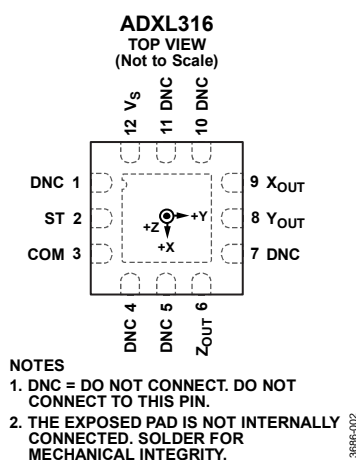 ADXL316
TOP VIEW
(Not to Scale)
12 VS
11 DNC
10 DNC
DNC 1
ST 2
COM 3
9 XOUT
8 YOUT
7 DNC
+Y
+Z
+X
DNC 4
DNC 5
ZOUT 6
NOTES
1. DNC = DO NOT CONNECT. DO NOT
CONNECT TO THIS PIN.
2. THE EXPOSED PAD IS NOT INTERNALLY
CONNECTED. SOLDER FOR
MECHANICAL INTEGRITY.
3686-002